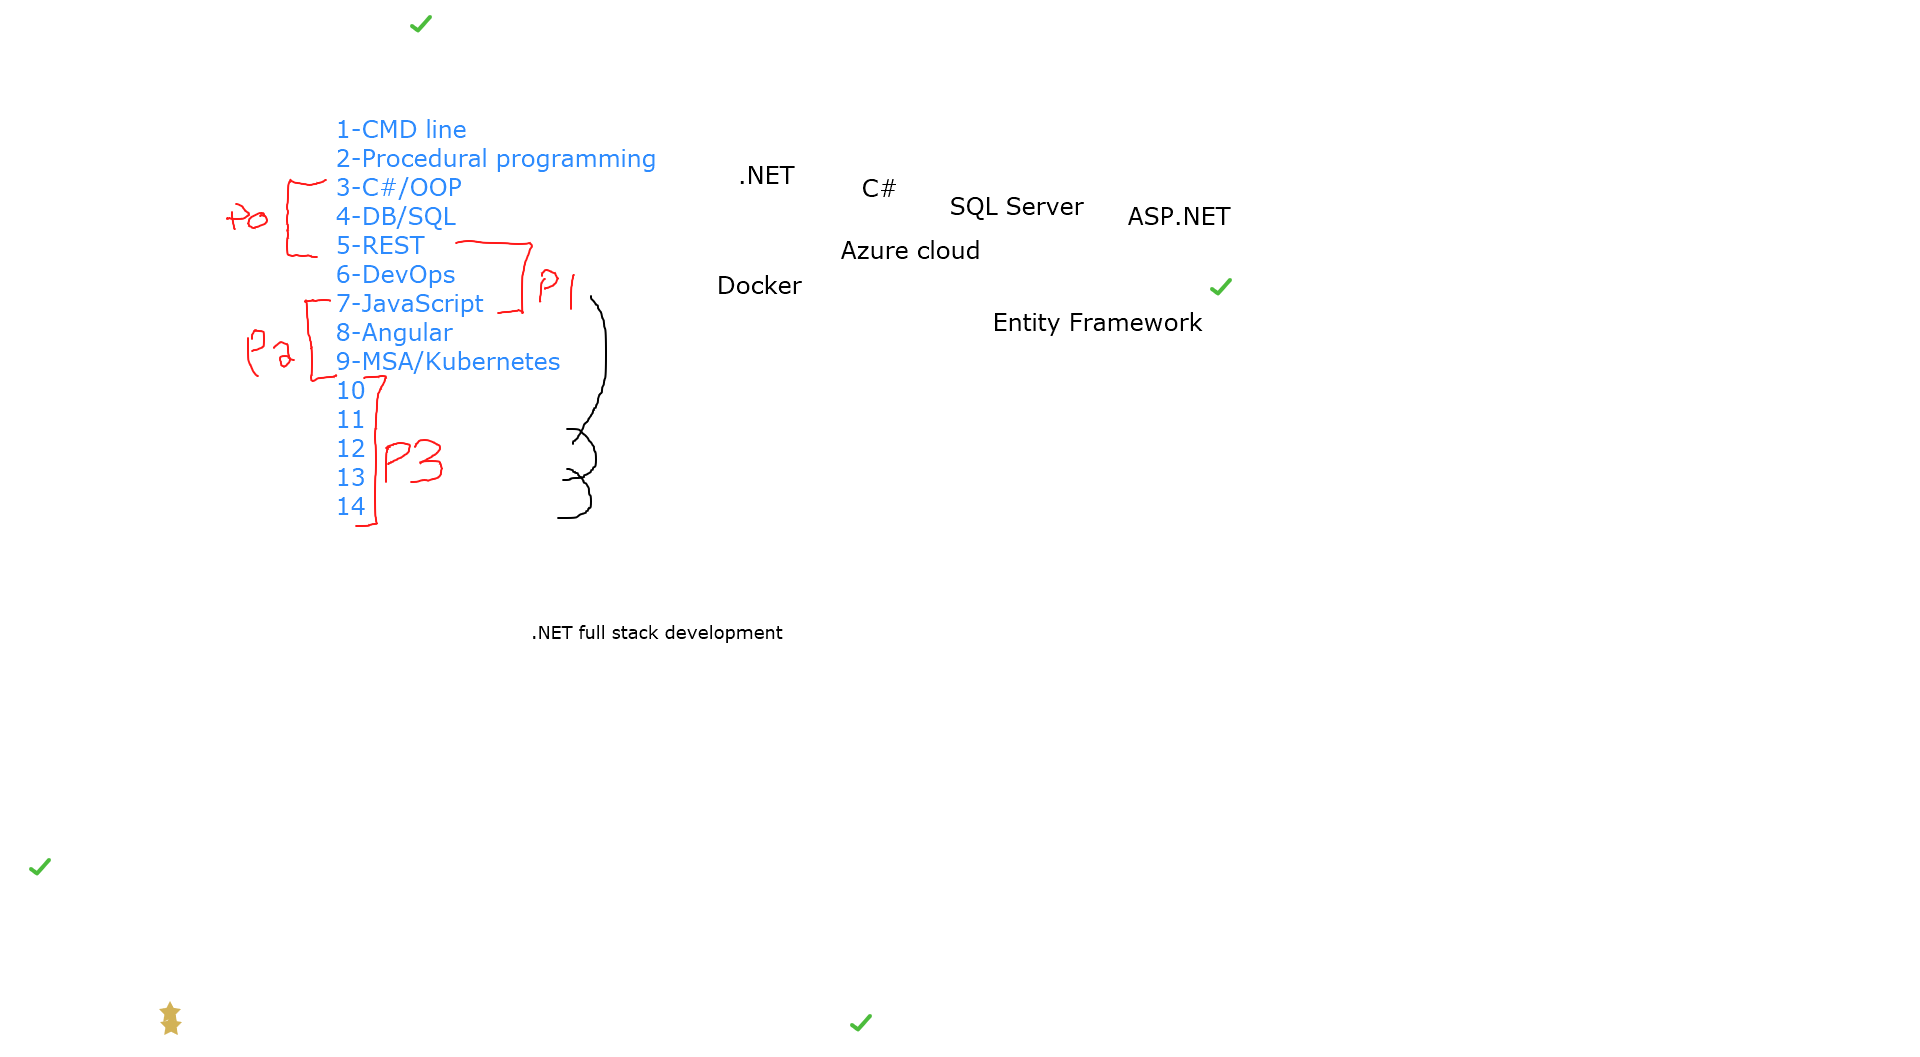 1-CMD line
2-Procedural programming
3-C#/OOP
4-DB/SQL
5-REST
6-DevOps
7-JavaScript
8-Angular
9-MSA/Kubernetes
10
11
12
13
14
P0
P1
P2
P3
.NET
C#
SQL Server
ASP.NET
Azure cloud
Docker
Entity Framework
.NET full stack development